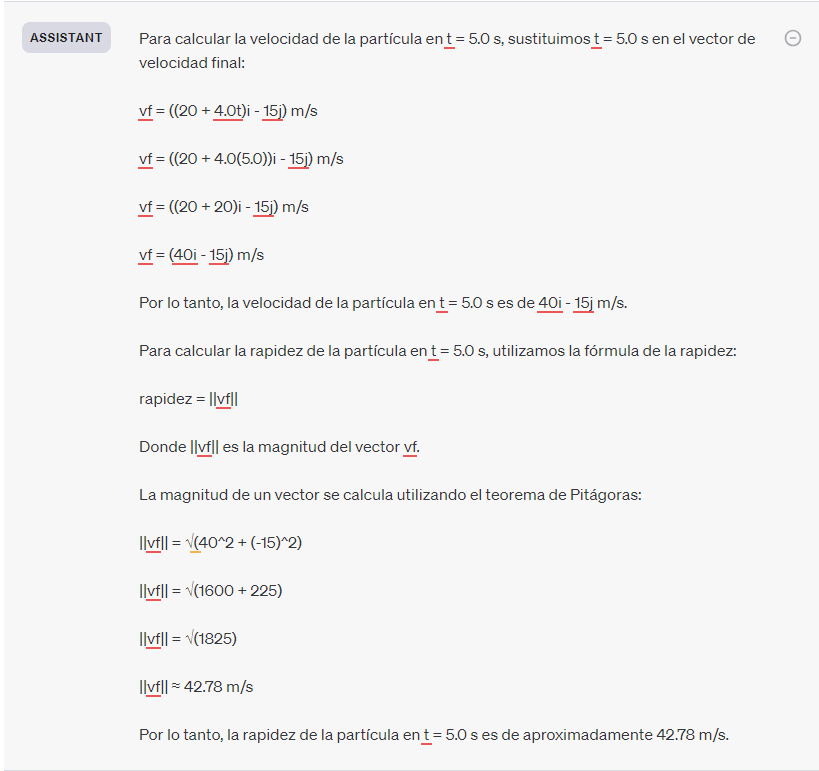 ASSISTANT
Para calcular la velocidad de la partícula en t = 5.0 s, sustituimos t = 5.0 s en el vector de
velocidad final:
vf = ((20 + 4.0t)i - 15j) m/s
vf = ((20 + 4.0(5.0))i - 15j) m/s
vf = ((20 + 20)i - 15j) m/s
vf = (40i - 15j) m/s
Por lo tanto, la velocidad de la partícula en t = 5.0 s es de 40i - 15j m/s.
Para calcular la rapidez de la partícula en t = 5.0 s, utilizamos la fórmula de la rapidez:
rapidez = ||vf||
Donde ||vf|| es la magnitud del vector vf.
La magnitud de un vector se calcula utilizando el teorema de Pitágoras:
||vf|| = √(40^2 + (-15)^2)
||vf|| = √(1600 + 225)
||vf|| = √(1825)
||vf|| ≈ 42.78 m/s
Por lo tanto, la rapidez de la partícula en t = 5.0 s es de aproximadamente 42.78 m/s.